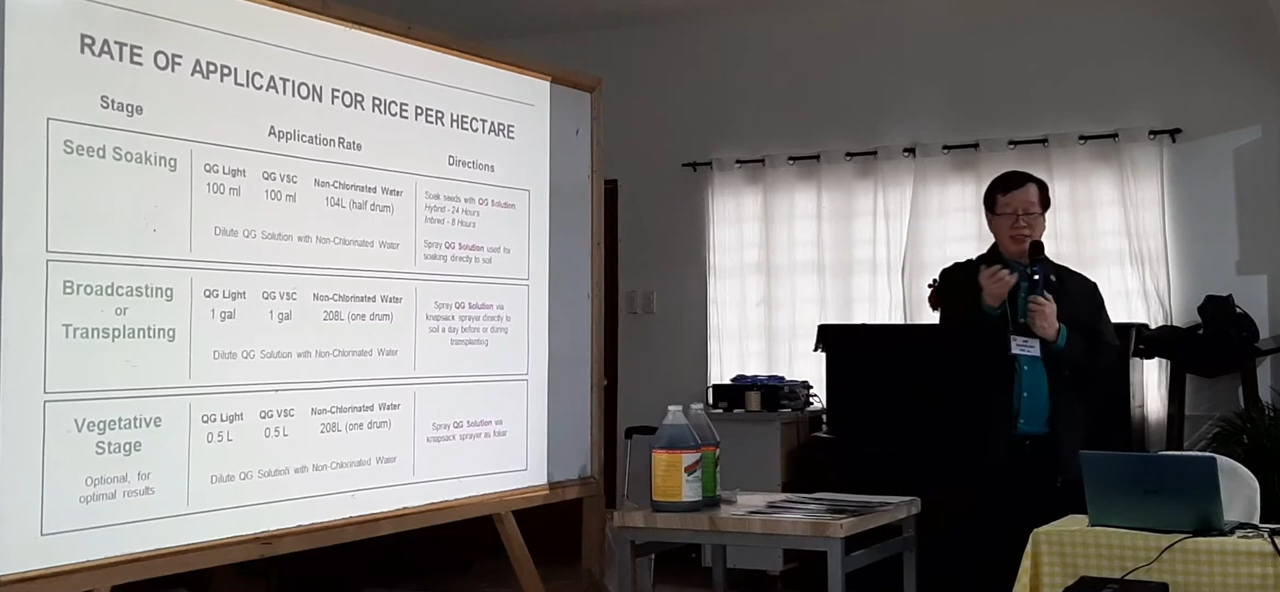 RATE OF APPLICATION FOR RICE PER HECTARE
Stage
Application Rate
Directions
Seed Soaking
QG Light
QG VSC
Non-Chlorinated Water
100 ml
100 ml
104L (half drum)
Dilute QG Solution with Non-Chlorinated Water
Soak seeds with QG Solution
Hybrid - 24 Hours
Inbred - 8 Hours
Spray QG Solution used for
soaking directly to soil
Broadcasting
or
Transplanting
QG Light
QG VSC
Non-Chlorinated Water
1 gal
1 gal
208L (one drum)
Dilute QG Solution with Non-Chlorinated Water
Spray QG Solution via
knapsack sprayer directly to
soil a day before or during
transplanting
Vegetative
Stage
Optional, for
optimal results
QG Light
QG VSC
Non-Chlorinated Water
0.5 L
0.5 L
208L (one drum)
Dilute QG Solution with Non-Chlorinated Water
Spray QG Solution via
knapsack sprayer as foliar